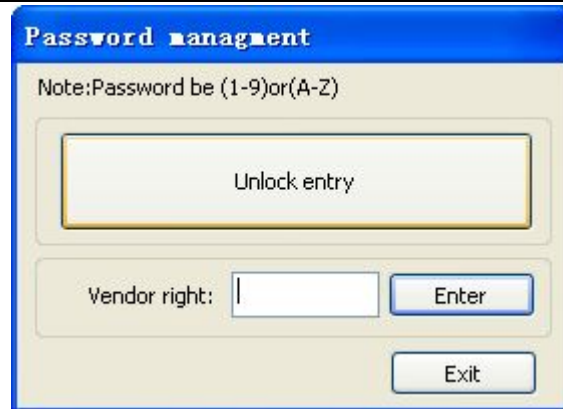 Password managment
Note:Password be (1-9)or(A-Z)
Unlock entry
Vendor right:
Enter
Exit